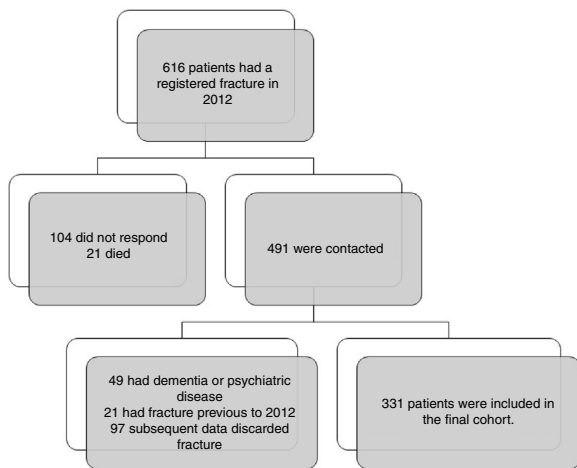 616 patients had a
registered fracture in
2012
104 did not respond
21 died
491 were contacted
49 had dementia or psychiatric
disease
21 had fracture previous to 2012
97 subsequent data discarded
fracture
331 patients were included in
the final cohort.